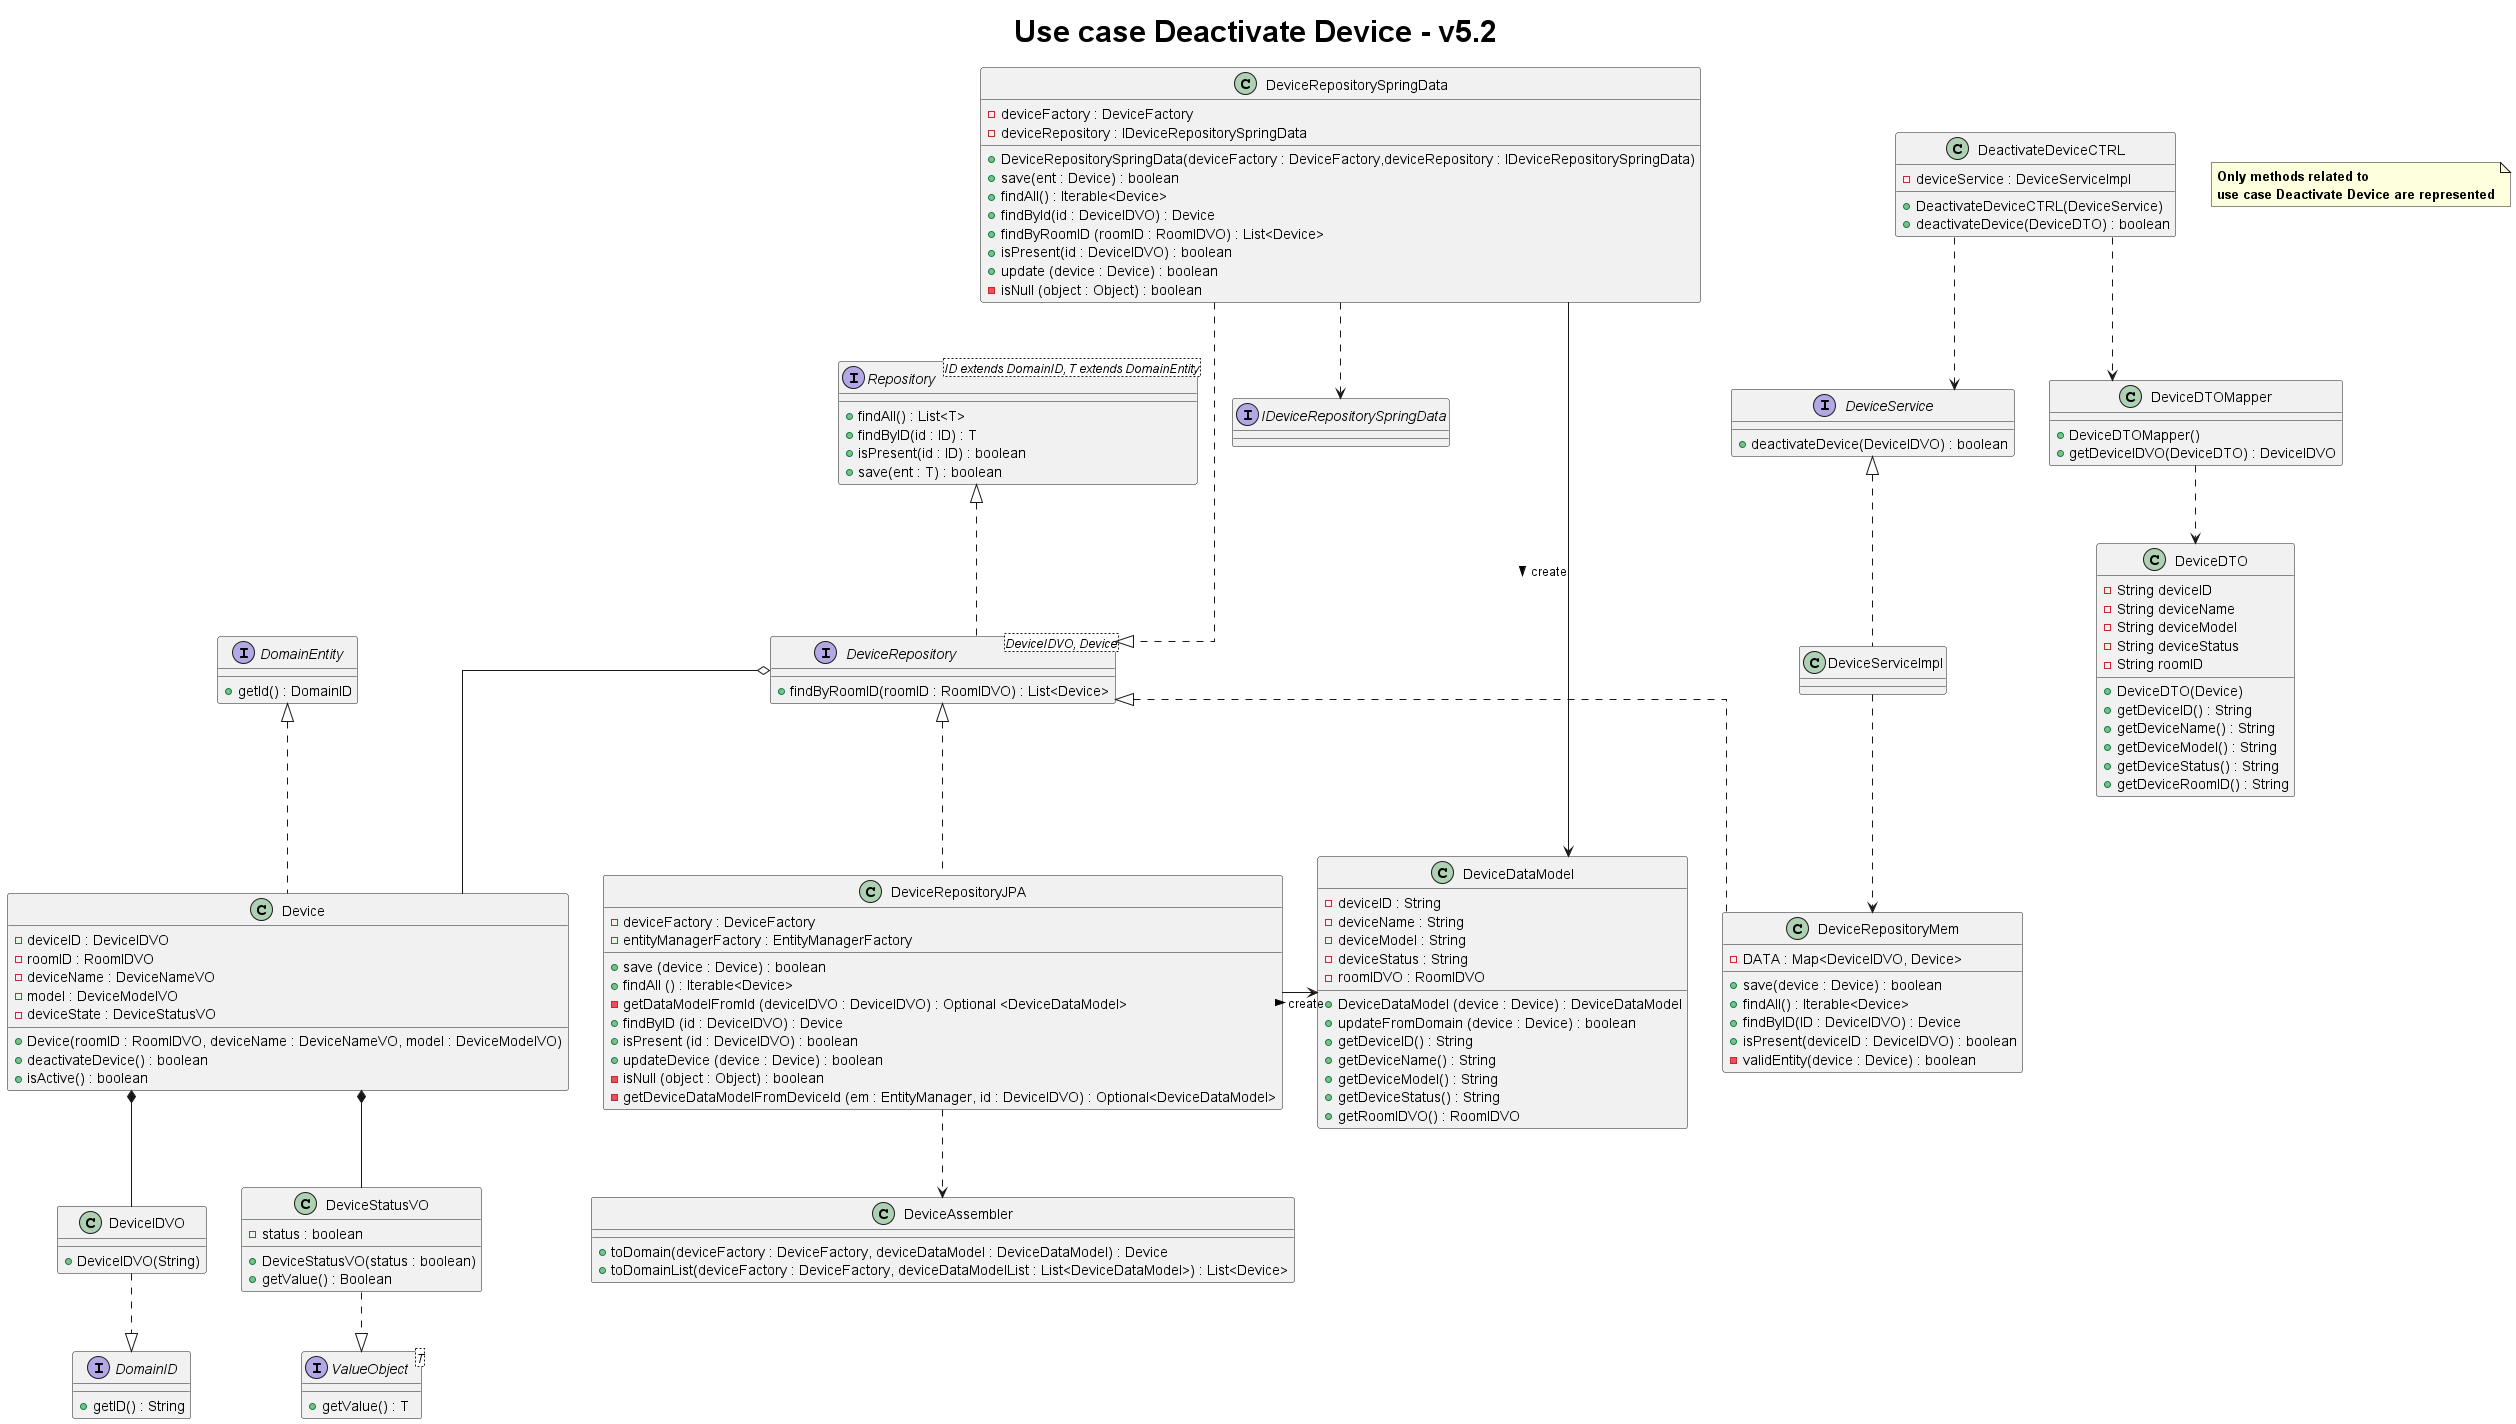 Use case Deactivate Device - v5.2
C DeviceRepositorySpringData
deviceFactory : DeviceFactory
deviceRepository : IDeviceRepositorySpringData
DeviceRepositorySpringData(deviceFactory : DeviceFactory,deviceRepository : IDeviceRepositorySpringData)
save(ent : Device) : boolean
findAll() : Iterable<Device>
findById(id : DeviceIDVO) : Device
findByRoomID (roomID : RoomIDVO) : List<Device>
isPresent(id : DeviceIDVO) : boolean
update (device : Device) : boolean
isNull (object : Object) : boolean
C DeactivateDeviceCTRL
deviceService : DeviceServiceImpl
DeactivateDeviceCTRL(DeviceService)
deactivateDevice(DeviceDTO) : boolean
Only methods related to
use case Deactivate Device are represented
I Repository
ID extends DomainID, T extends DomainEntity
findAll() : List<T>
findByID(id : ID) : T
isPresent(id : ID) : boolean
save(ent : T) : boolean
I IDeviceRepositorySpringData
I DeviceService
deactivateDevice(DeviceIDVO) : boolean
C DeviceDTOMapper
DeviceDTOMapper()
getDeviceIDVO(DeviceDTO) : DeviceIDVO
create
C DeviceDTO
String deviceID
String deviceName
String deviceModel
String deviceStatus
String roomID
DeviceDTO(Device)
getDeviceID() : String
getDeviceName() : String
getDeviceModel() : String
getDeviceStatus() : String
getDeviceRoomID() : String
I DomainEntity
getId() : DomainID
I DeviceRepository
DeviceIDVO, Device
findByRoomID(roomID : RoomIDVO) : List<Device>
C DeviceServiceImpl
C Device
deviceID : DeviceIDVO
roomID : RoomIDVO
deviceName : DeviceNameVO
model : DeviceModelVO
deviceState : DeviceStatusVO
Device(roomID : RoomIDVO, deviceName : DeviceNameVO, model : DeviceModelVO)
deactivateDevice() : boolean
isActive() : boolean
C DeviceRepositoryJPA
deviceFactory : DeviceFactory
entityManagerFactory : EntityManagerFactory
save (device : Device) : boolean
findAll () : Iterable<Device>
getDataModelFromId (deviceIDVO : DeviceIDVO) : Optional <DeviceDataModel>
findByID (id : DeviceIDVO) : Device
isPresent (id : DeviceIDVO) : boolean
updateDevice (device : Device) : boolean
isNull (object : Object) : boolean
getDeviceDataModelFromDeviceId (em : EntityManager, id : DeviceIDVO) : Optional<DeviceDataModel>
create
C DeviceDataModel
deviceID : String
deviceName : String
deviceModel : String
deviceStatus : String
roomIDVO : RoomIDVO
DeviceDataModel (device : Device) : DeviceDataModel
updateFromDomain (device : Device) : boolean
getDeviceID() : String
getDeviceName() : String
getDeviceModel() : String
getDeviceStatus() : String
getRoomIDVO() : RoomIDVO
C DeviceRepositoryMem
DATA : Map<DeviceIDVO, Device>
save(device : Device) : boolean
findAll() : Iterable<Device>
findByID(ID : DeviceIDVO) : Device
isPresent(deviceID : DeviceIDVO) : boolean
validEntity(device : Device) : boolean
C DeviceIDVO
DeviceIDVO(String)
C DeviceStatusVO
status : boolean
DeviceStatusVO(status : boolean)
getValue() : Boolean
C DeviceAssembler
toDomain(deviceFactory : DeviceFactory, deviceDataModel : DeviceDataModel) : Device
toDomainList(deviceFactory : DeviceFactory, deviceDataModelList : List<DeviceDataModel>) : List<Device>
I DomainID
getID() : String
I ValueObject
T
getValue() : T